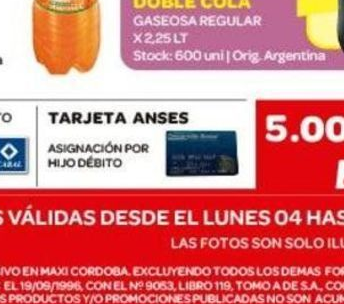 DOBLE COLA
GASEOSA REGULAR
X 2,25 LT
Stock: 600 uni | Orig. Argentina
TARJETA ANSES
ASIGNACIÓN POR
HIJO DÉBITO
CABAL
5.00
VÁLIDAS DESDE EL LUNES 04 HAS
LAS FOTOS SON SOLO ILU
IVO EN MAXI CORDOBA. EXCLUYENDO TODOS LOS DEMAS FOR
EL 19/09/1996, CON EL Nº 9053, LIBRO 119, TOMO A DE S.A., CO
S PRODUCTOS Y/O PROMOCIONES PUBLICADAS NO SON ACU